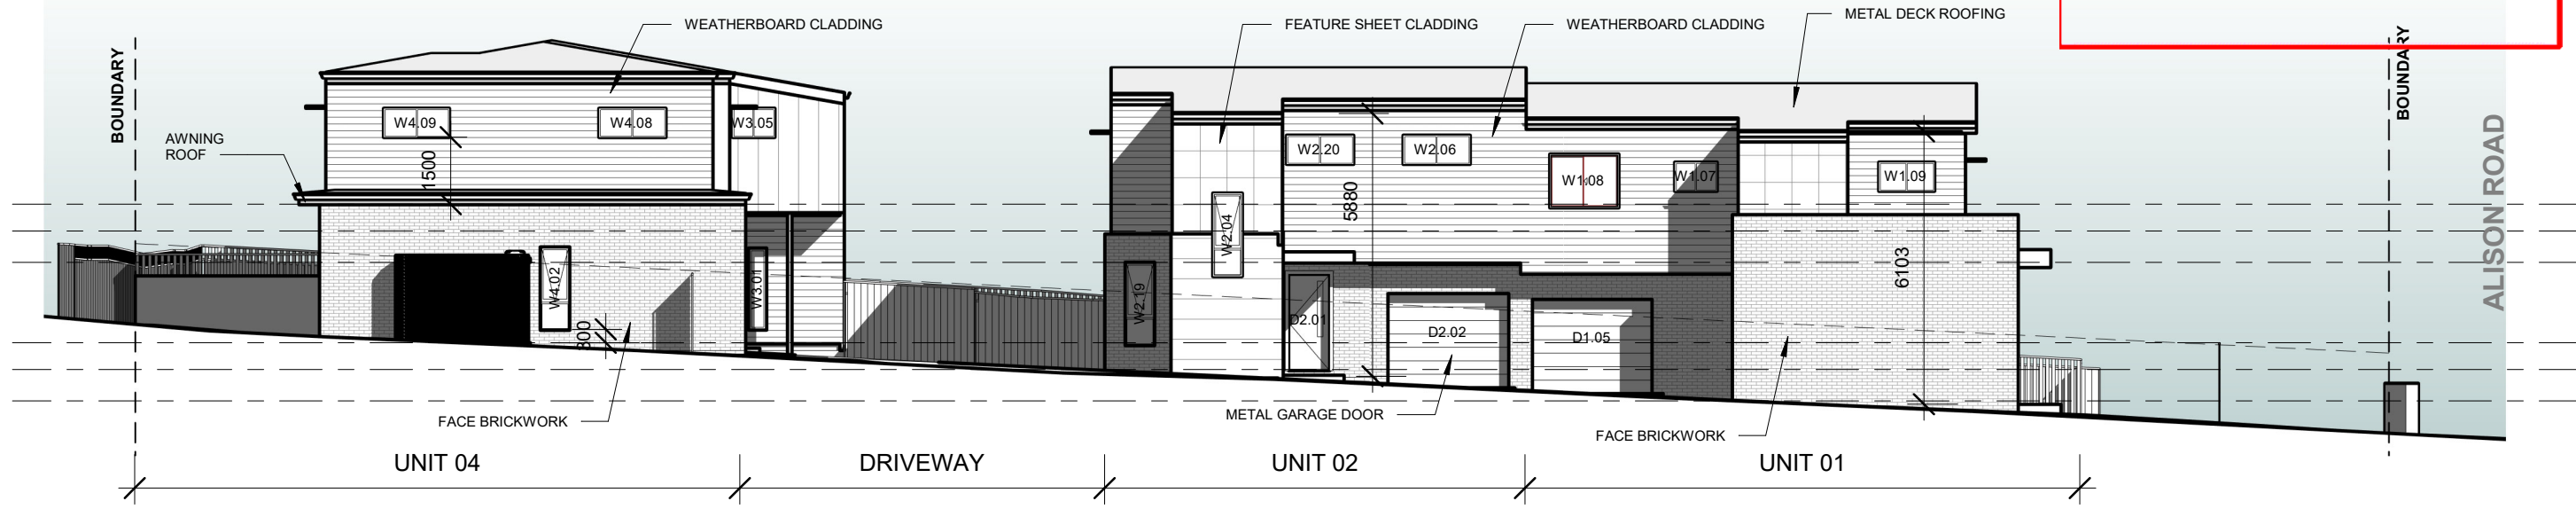 WEATHERBOARD CLADDING
FEATURE SHEET CLADDING
WEATHERBOARD CLADDING
METAL DECK ROOFING
BOUNDARY
BOUNDARY
AWNING
ROOF
W4.09
W4.08
W3.05
W2.20
W2.06
W1.08
W1.07
W1.09
1500
5880
6103
ALISON ROAD
W2.04
W4.02
W3.01
W2.19
D2.01
D2.02
D1.05
FACE BRICKWORK
METAL GARAGE DOOR
FACE BRICKWORK
UNIT 04
DRIVEWAY
UNIT 02
UNIT 01